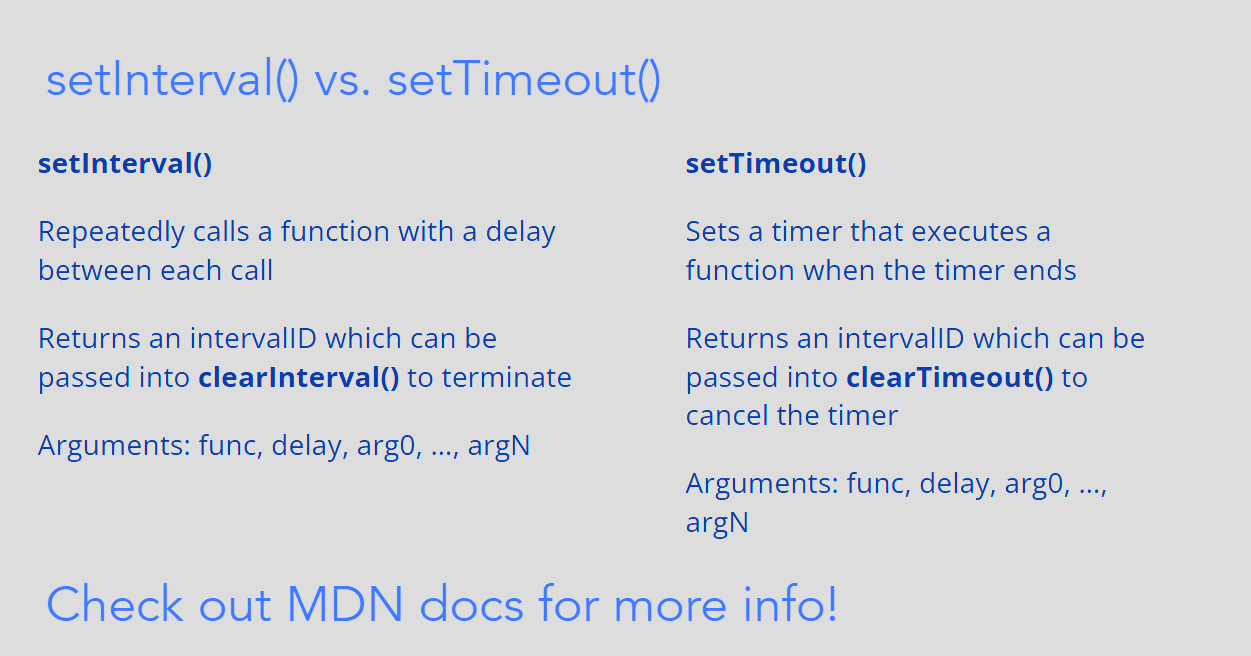 setInterval() vs. setTimeout()
setInterval()
Repeatedly calls a function with a delay
between each call
Returns an intervalID which can be
passed into clearInterval() to terminate
Arguments: func, delay, arg0, ..., argN
setTimeout()
Sets a timer that executes a
function when the timer ends
Returns an intervalID which can be
passed into clearTimeout() to
cancel the timer
Arguments: func, delay, arg0, ...,
argN
Check out MDN docs for more info!